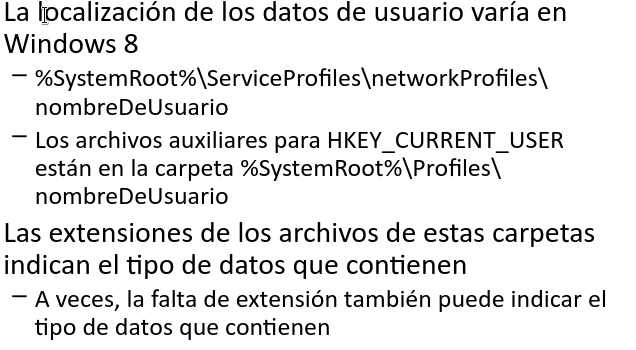 La localización de los datos de usuario varía en
Windows 8
– %SystemRoot%\ServiceProfiles\networkProfiles\
nombreDeUsuario
– Los archivos auxiliares para HKEY_CURRENT_USER
están en la carpeta %SystemRoot%\Profiles\
nombreDeUsuario
Las extensiones de los archivos de estas carpetas
indican el tipo de datos que contienen
– A veces, la falta de extensión también puede indicar el
tipo de datos que contienen